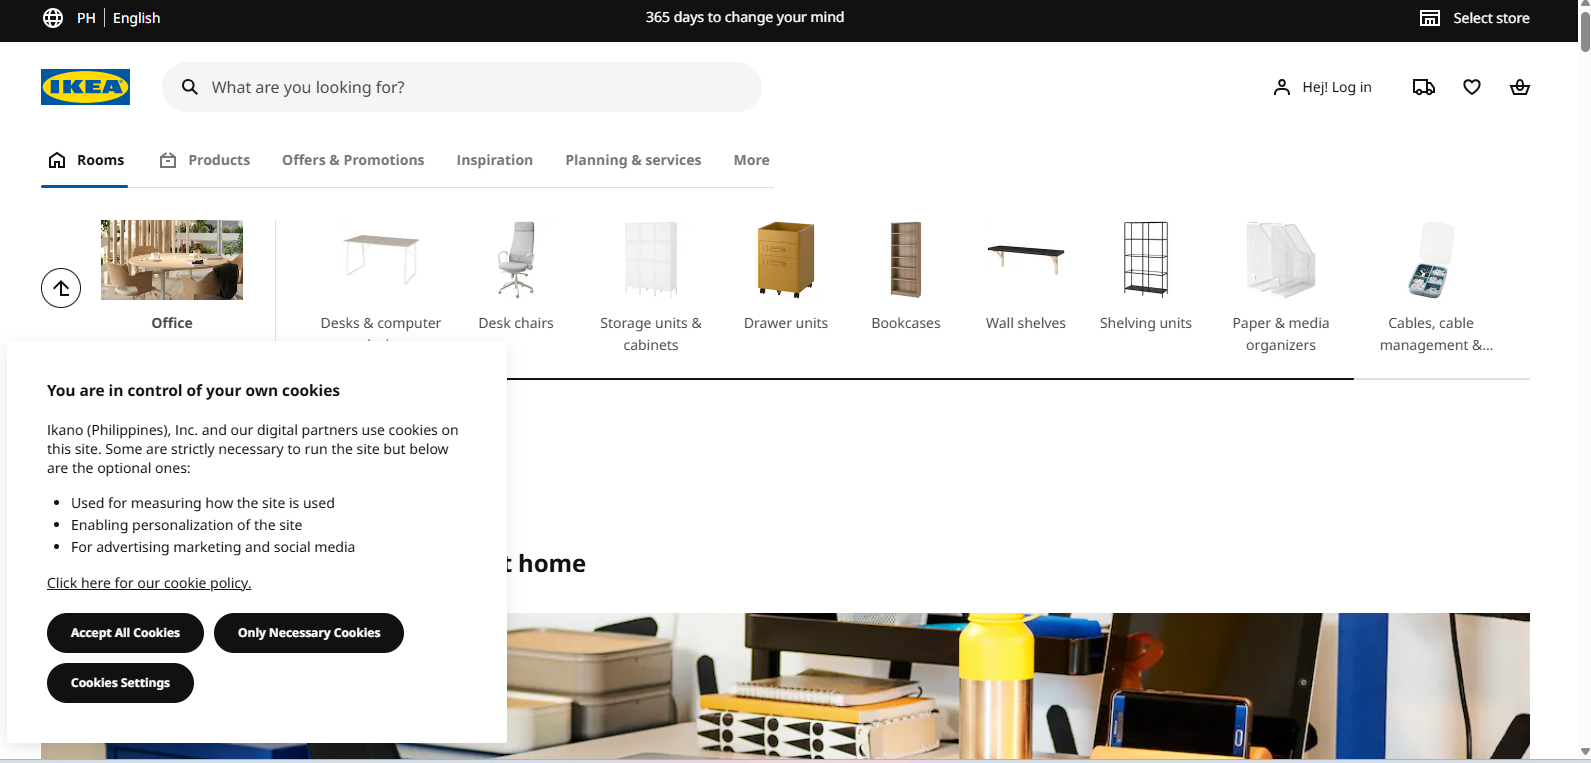 PH English
365 days to change your mind
Select store
IKEA
What are you looking for?
Hej! Log in
Rooms
Products
Offers & Promotions
Inspiration
Planning & services
More
Office
Desks & computer
Desk chairs
Storage units &
cabinets
Drawer units
Bookcases
Wall shelves
Shelving units
Paper & media
organizers
Cables, cable
management &...
You are in control of your own cookies
Ikano (Philippines), Inc. and our digital partners use cookies on
this site. Some are strictly necessary to run the site but below
are the optional ones:
• Used for measuring how the site is used
• Enabling personalization of the site
• For advertising marketing and social media
Click here for our cookie policy.
Accept All Cookies
Only Necessary Cookies
Cookies Settings
home